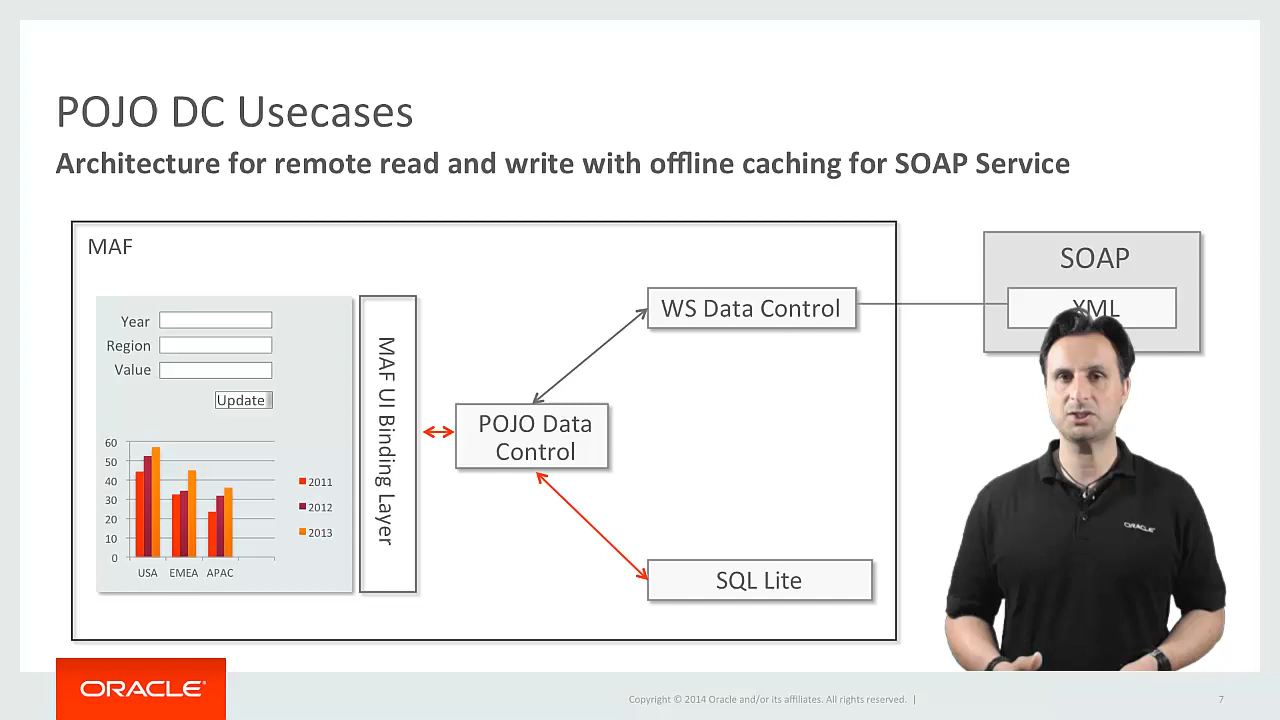 POJO DC Usecases
Architecture for remote read and write with offline caching for SOAP Service
MAF
Year
Region
Value
Update
60
50
40
30
20
10
0
USA EMEA APAC
2011
2012
2013
MAF UI Binding Layer
POJO Data
Control
WS Data Control
SQL Lite
SOAP
XML
ORACLE
ORACLE
Copyright © 2014 Oracle and/or its affiliates. All rights reserved. |
7